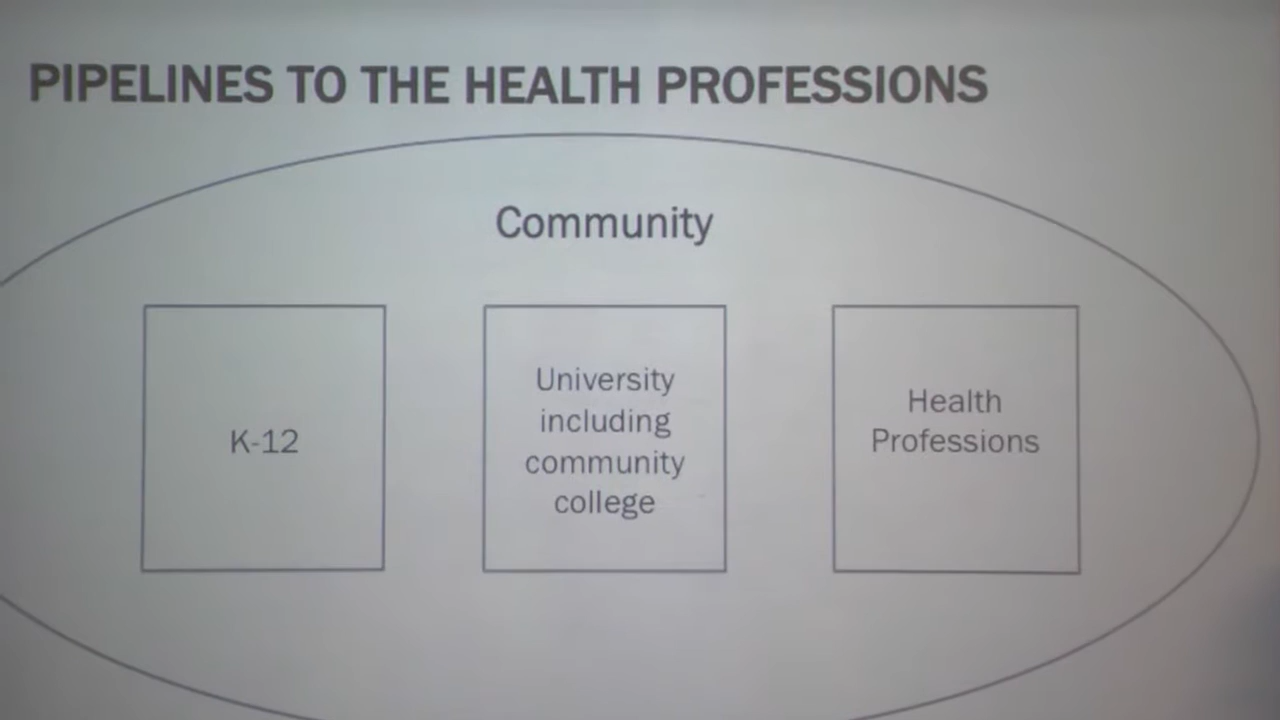 PIPELINES TO THE HEALTH PROFESSIONS
Community
K-12
University
including
community
college
Health
Professions